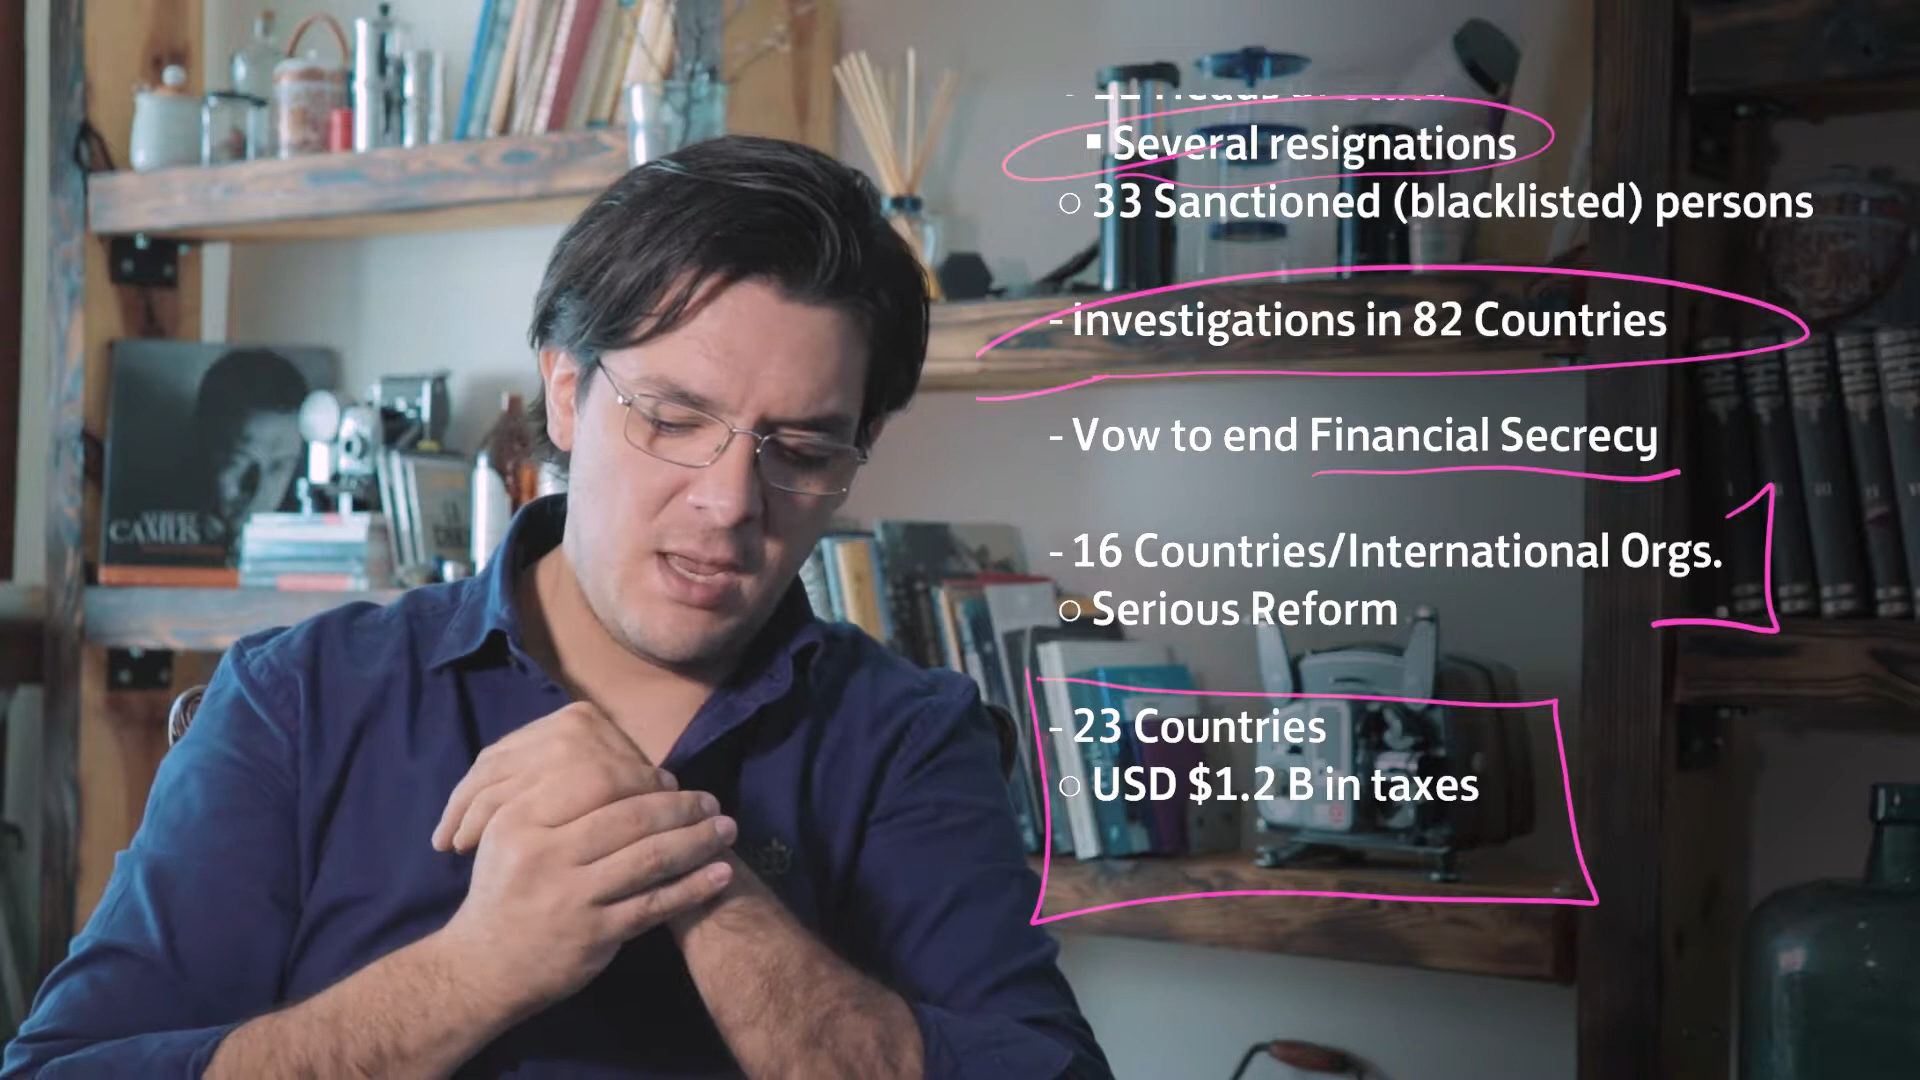 CAMUS
▪ Several resignations
○ 33 Sanctioned (blacklisted) persons
- Investigations in 82 Countries
- Vow to end Financial Secrecy
- 16 Countries/International Orgs.
○ Serious Reform
- 23 Countries
○ USD $1.2 B in taxes